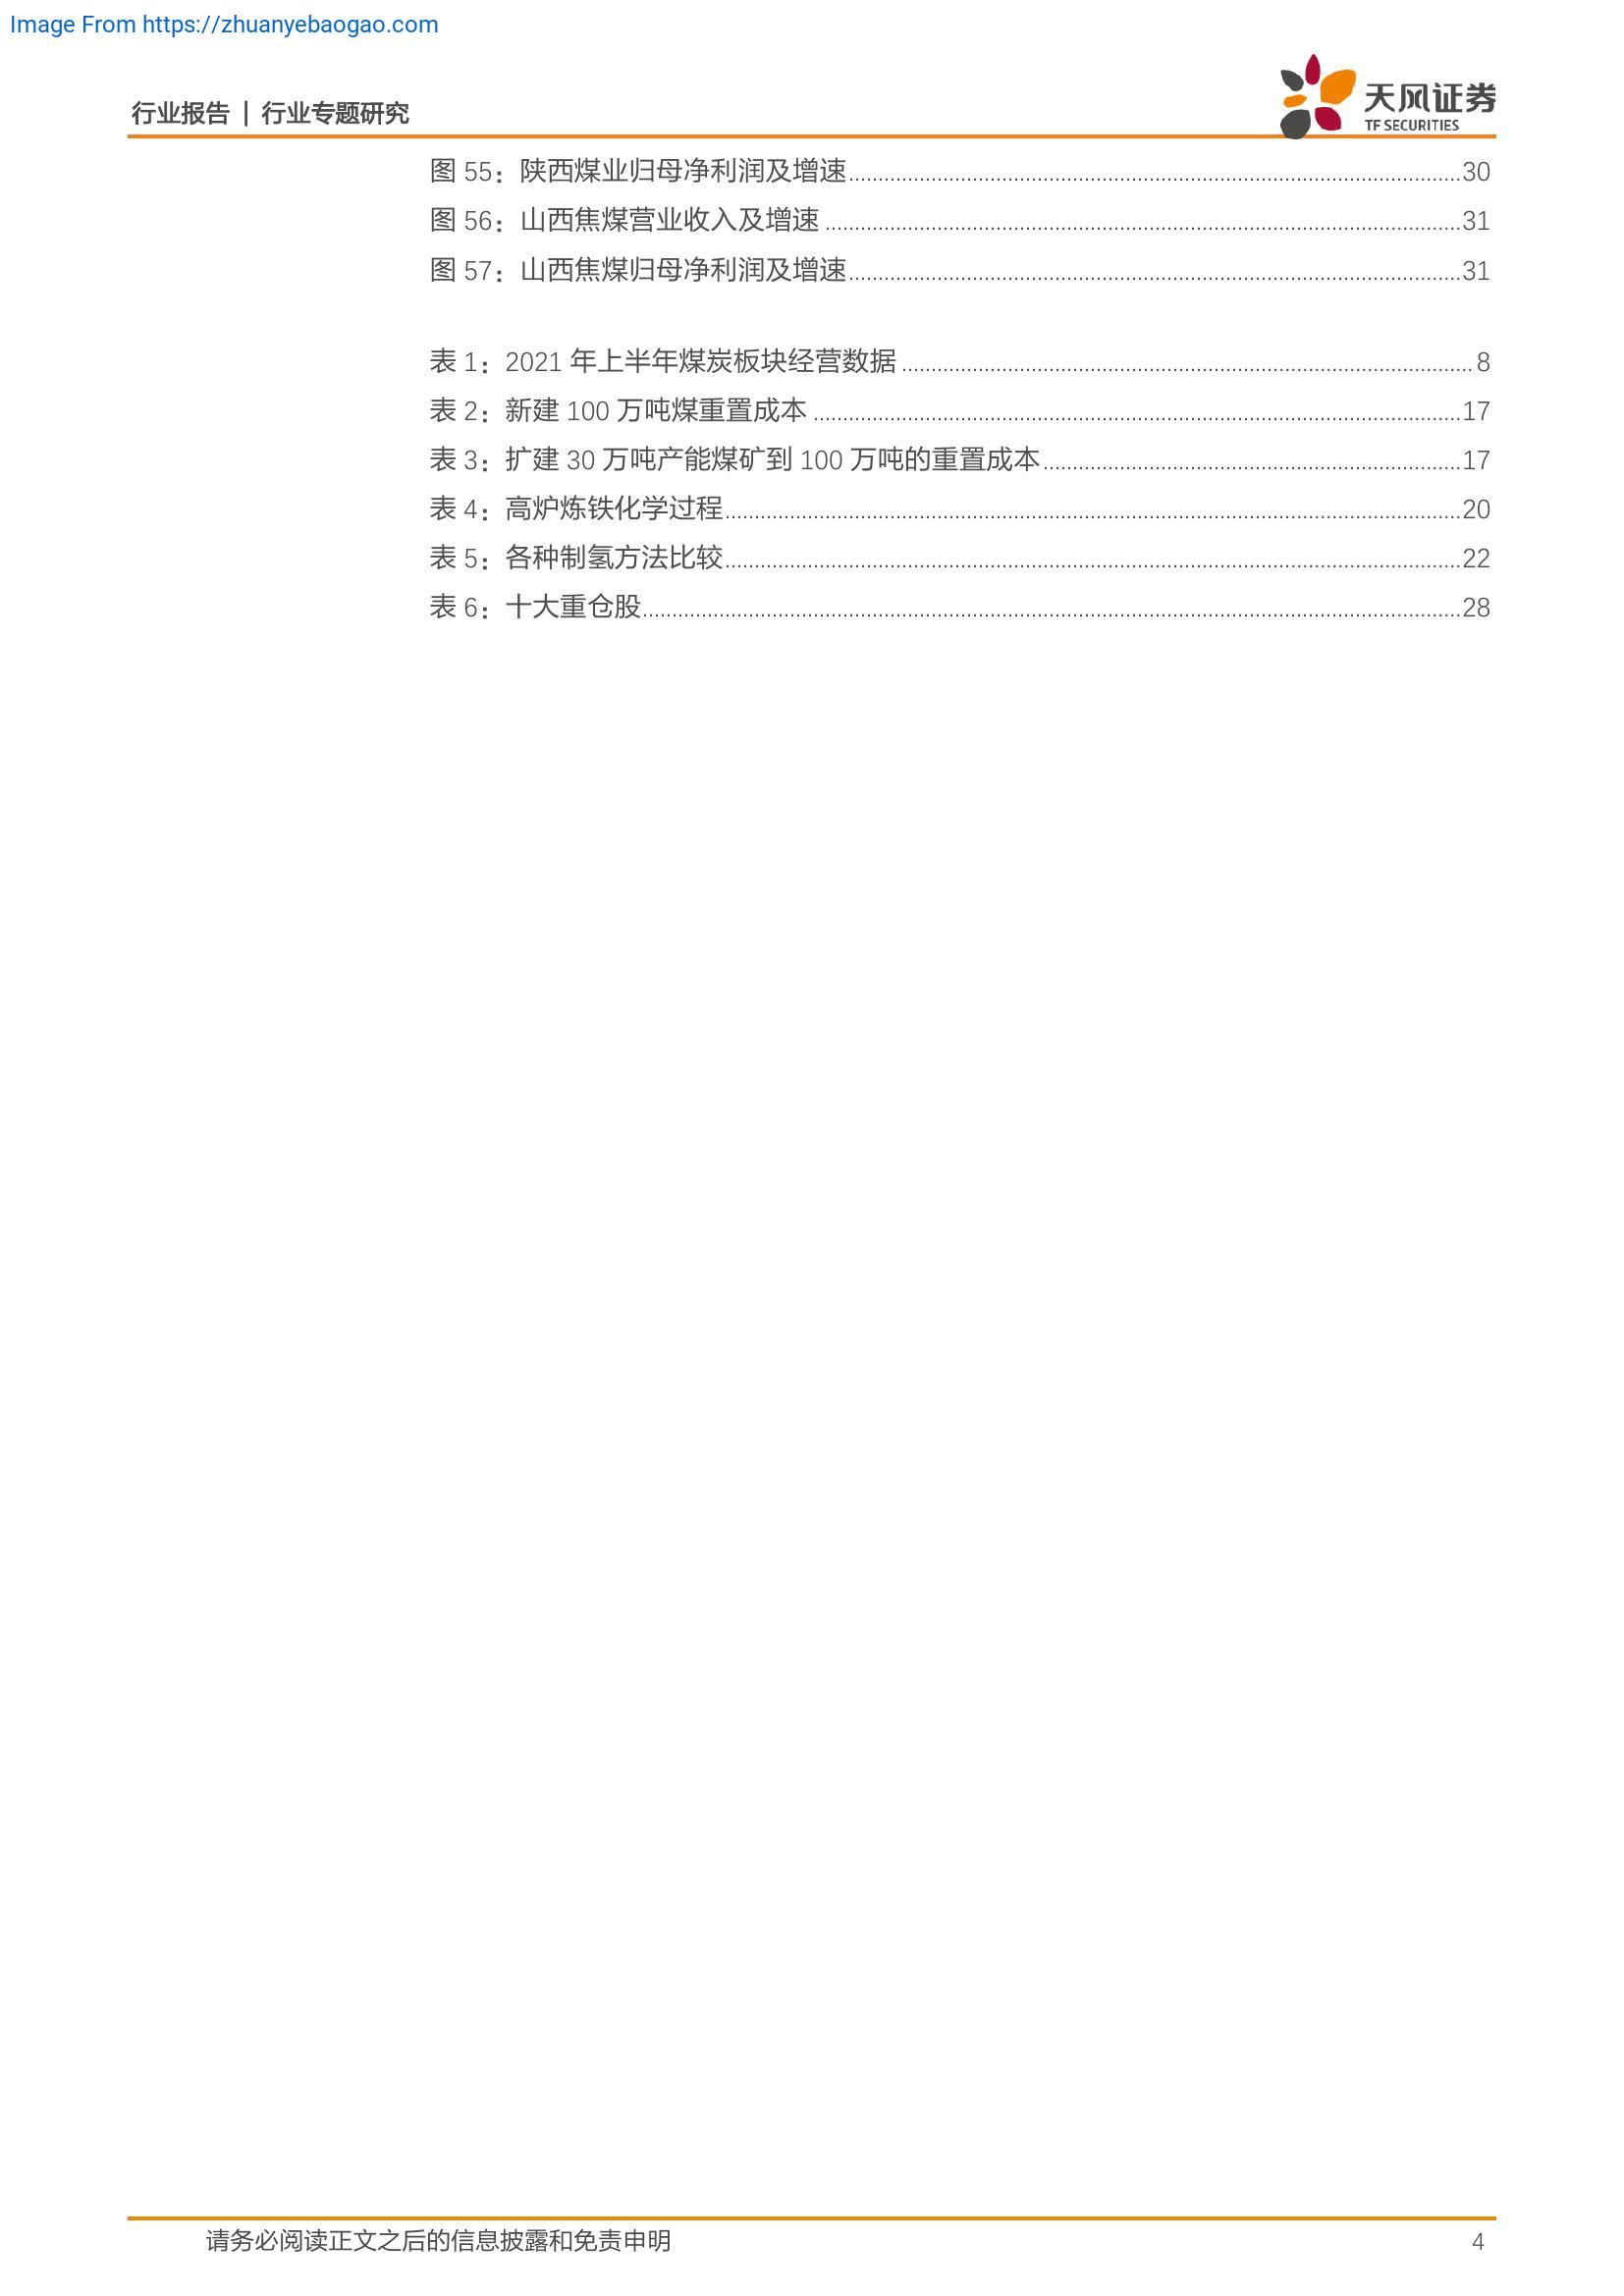 Image From https://zhuanyebaogao.com
行业报告 | 行业专题研究
天风证券
TF SECURITIES
图 55：陕西煤业归母净利润及增速 30
图 56：山西焦煤营业收入及增速 31
图 57：山西焦煤归母净利润及增速 31
表 1：2021 年上半年煤炭板块经营数据 8
表 2：新建 100 万吨煤重置成本 17
表 3：扩建 30 万吨产能煤矿到 100 万吨的重置成本 17
表 4：高炉炼铁化学过程 20
表 5：各种制氢方法比较 22
表 6：十大重仓股 28
请务必阅读正文之后的信息披露和免责申明 4